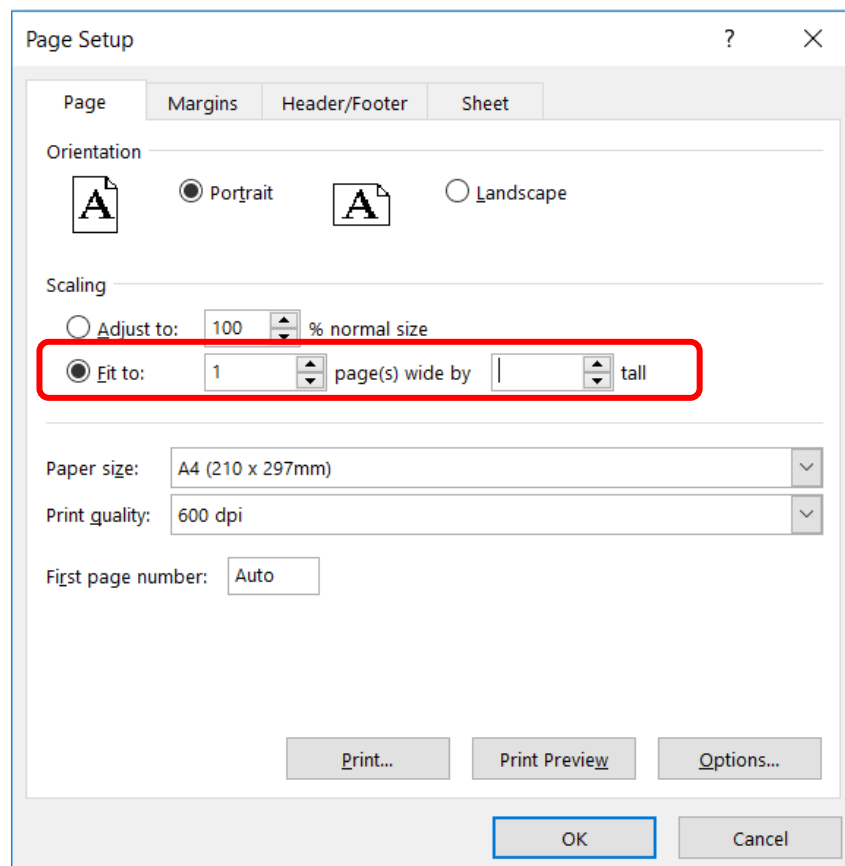 Page Setup ?
Page Margins Header/Footer Sheet
Orientation
A Portrait A Landscape
Scaling
Adjust to: 100 % normal size
Fit to: 1 page(s) wide by tall
Paper size: A4 (210 x 297mm)
Print quality: 600 dpi
First page number: Auto
Print... Print Preview Options...
OK Cancel